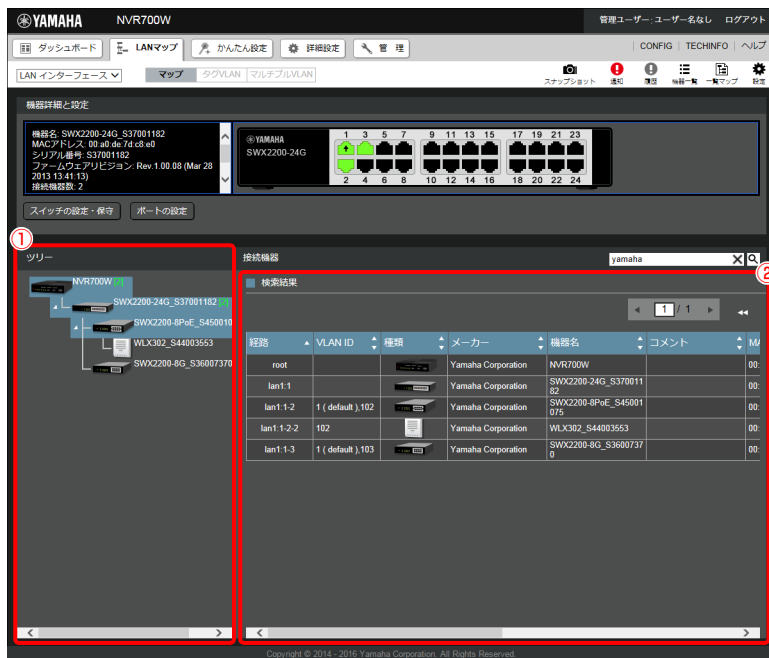 YAMAHA NVR700W 管理ユーザー: ユーザー名なし ログアウト
ダッシュボード LANマップ かんたん設定 詳細設定 管 理 CONFIG | TECHINFO | ヘルプ
LAN インターフェース マップ タグVLAN マルチプルVLAN スナップショット 通知 履歴 機器一覧 一覧マップ 設定
機器詳細と設定
機器名: SWX2200-24G_S37001182
MACアドレス: 00:a0:de:7d:c8:e0
シリアル番号: S37001182
ファームウェアリビジョン: Rev.1.00.08 (Mar 28
2013 13:41:13)
接続機器数: 2
YAMAHA
SWX2200-24G
1 3 5 7 9 11 13 15 17 19 21 23
2 4 6 8 10 12 14 16 18 20 22 24
スイッチの設定・保守 ポートの設定
①
ツリー
NVR700W [2]
SWX2200-24G_S37001182 [2]
SWX2200-8PoE_S450010
WLX302_S44003553
SWX2200-8G_S36007370
接続機器 yamaha
②
検索結果
1 / 1
経路 VLAN ID 種類 メーカー 機器名 コメント MA
root Yamaha Corporation NVR700W 00:
lan1:1 Yamaha Corporation SWX2200-24G_S370011
82 00:
lan1:1-2 1 ( default ),102 Yamaha Corporation SWX2200-8PoE_S45001
075 00:
lan1:1-2-2 102 Yamaha Corporation WLX302_S44003553 00:
lan1:1-3 1 ( default ),103 Yamaha Corporation SWX2200-8G_S3600737
0 00:
Copyright © 2014 - 2016 Yamaha Corporation. All Rights Reserved.